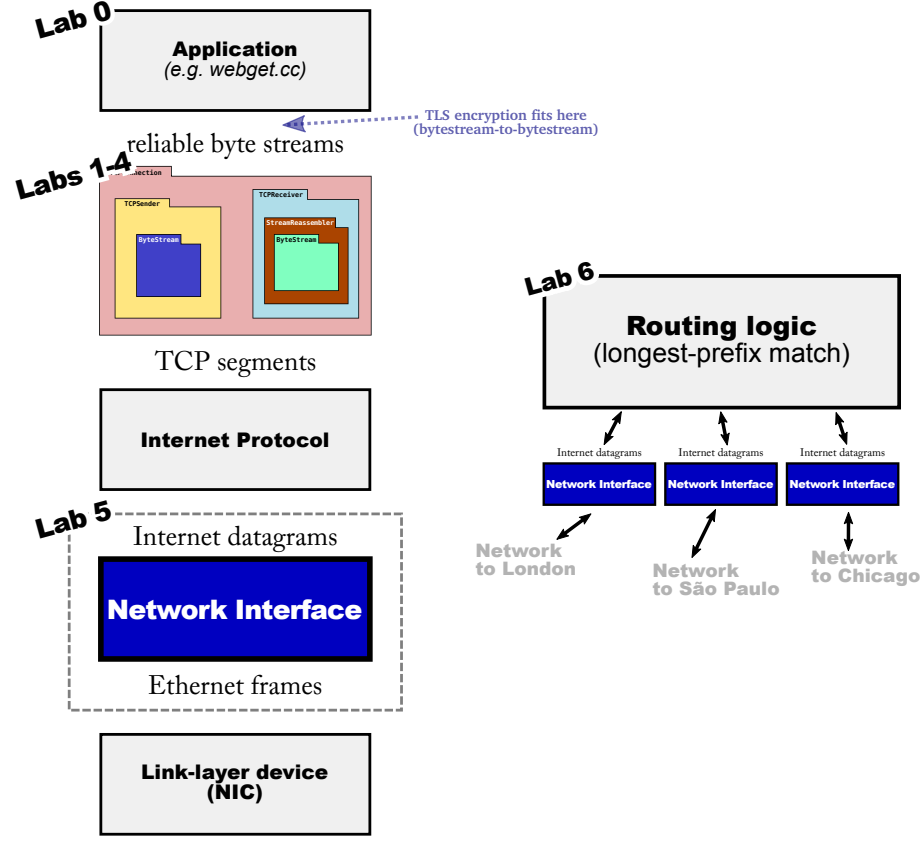 Lab 0
Application
(e.g. webget.cc)
TLS encryption fits here
(bytestream-to-bytestream)
reliable byte streams
Labs 1-4
TCPSender
ByteStream
TCPReceiver
StreamReassembler
ByteStream
TCP segments
Internet Protocol
Lab 5
Internet datagrams
Network Interface
Ethernet frames
Link-layer device
(NIC)
Lab 6
Routing logic
(longest-prefix match)
Internet datagrams
Internet datagrams
Internet datagrams
Network Interface
Network Interface
Network Interface
Network
to London
Network
to São Paulo
Network
to Chicago